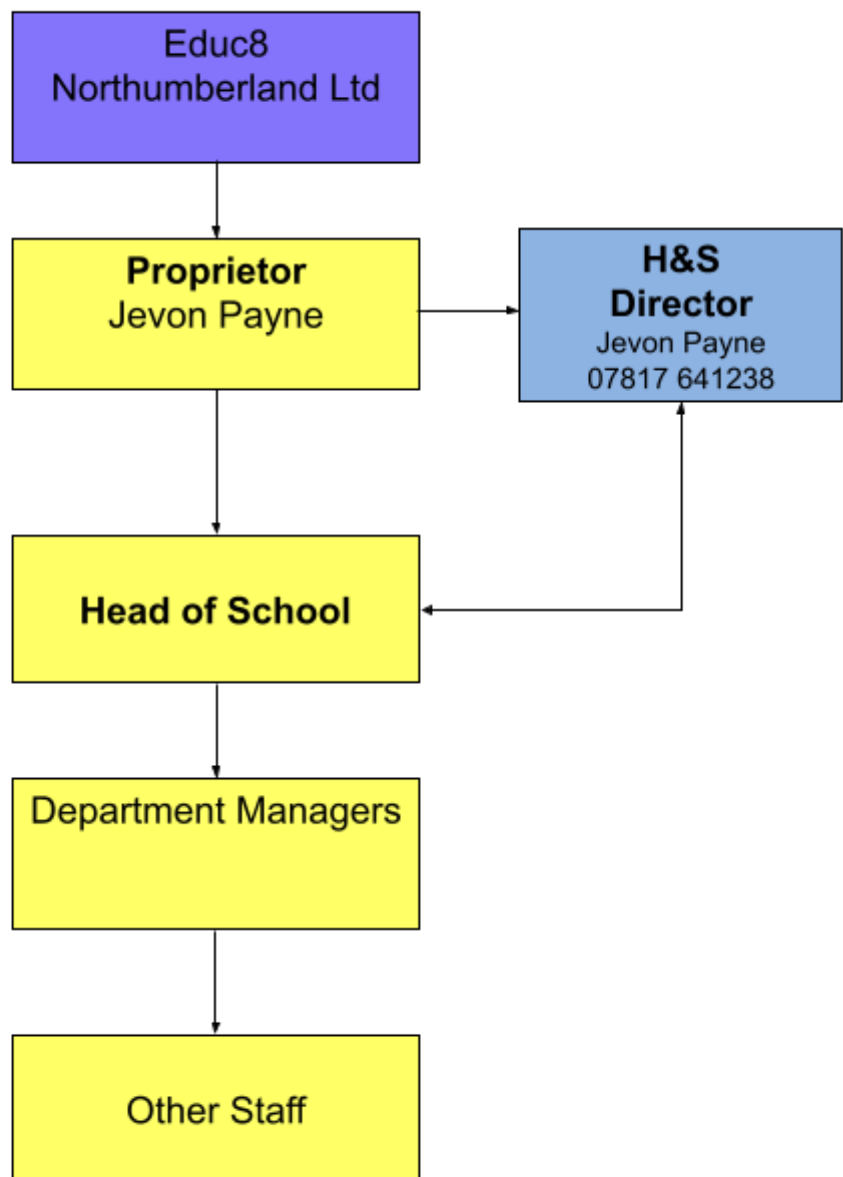 Educ8
Northumberland Ltd
Proprietor
Jevon Payne
H&S
Director
Jevon Payne
07817 641238
Head of School
Department Managers
Other Staff